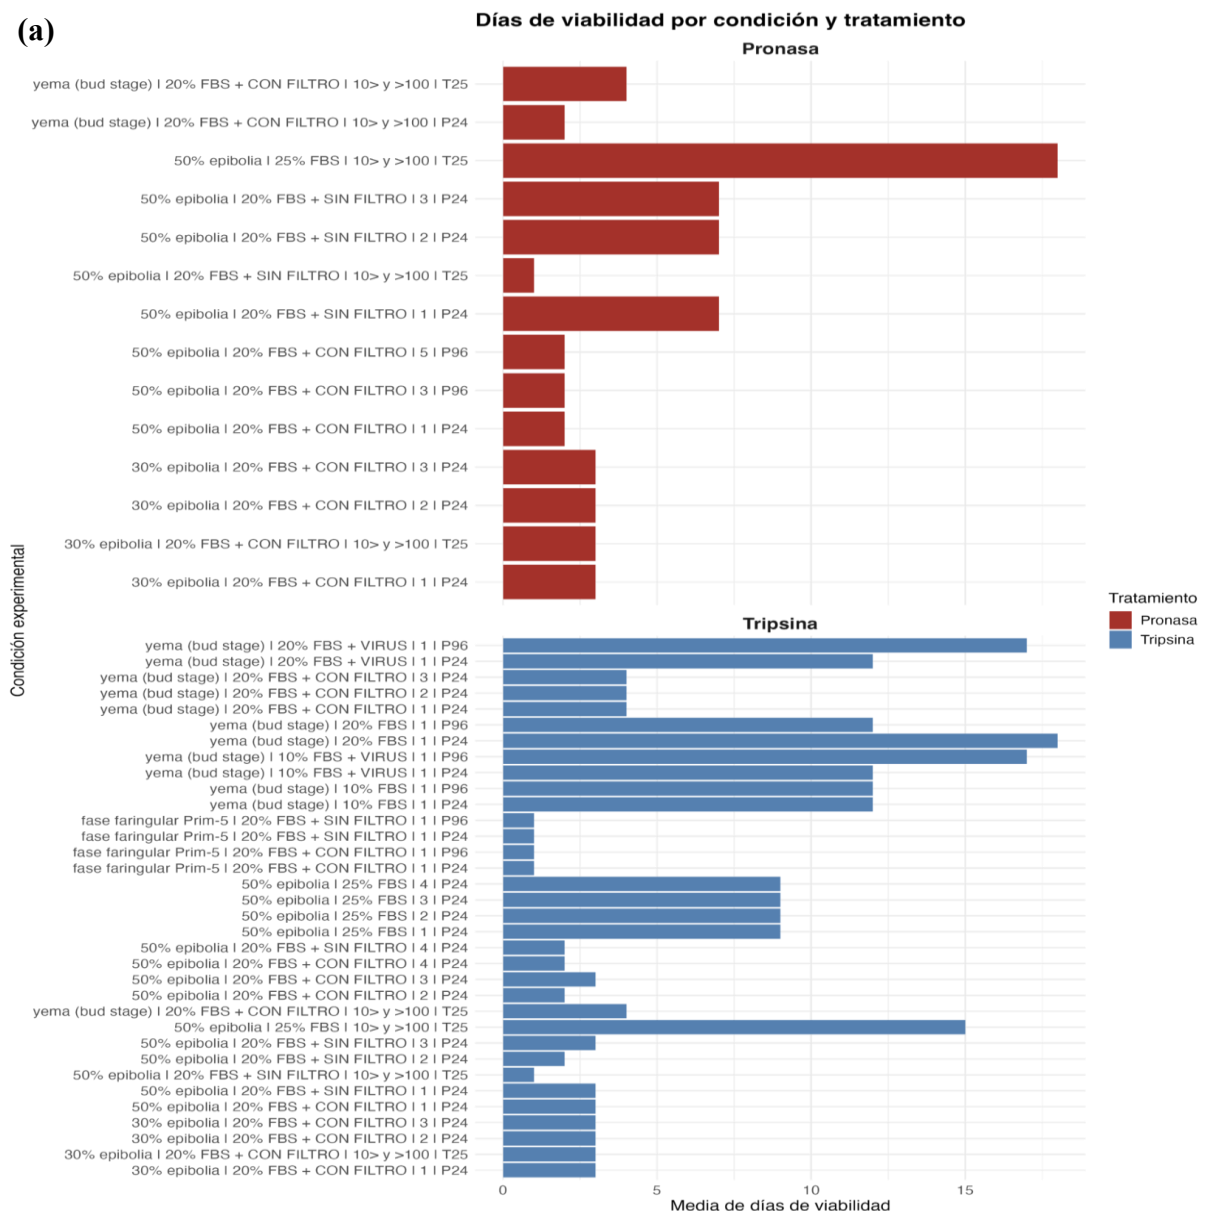 (a)
Días de viabilidad por condición y tratamiento
Pronasa
yema (bud stage) | 20% FBS + CON FILTRO | 10> y >100 | T25
yema (bud stage) | 20% FBS + CON FILTRO | 10> y >100 | P24
50% epibolia | 25% FBS | 10> y >100 | T25
50% epibolia | 20% FBS + SIN FILTRO | 3 | P24
50% epibolia | 20% FBS + SIN FILTRO | 2 | P24
50% epibolia | 20% FBS + SIN FILTRO | 10> y >100 | T25
50% epibolia | 20% FBS + SIN FILTRO | 1 | P24
50% epibolia | 20% FBS + CON FILTRO | 5 | P96
50% epibolia | 20% FBS + CON FILTRO | 3 | P96
50% epibolia | 20% FBS + CON FILTRO | 1 | P24
30% epibolia | 20% FBS + CON FILTRO | 3 | P24
30% epibolia | 20% FBS + CON FILTRO | 2 | P24
30% epibolia | 20% FBS + CON FILTRO | 10> y >100 | T25
30% epibolia | 20% FBS + CON FILTRO | 1 | P24
Condición experimental
Tratamiento
Pronasa
Tripsina
Tripsina
yema (bud stage) | 20% FBS + VIRUS | 1 | P96
yema (bud stage) | 20% FBS + VIRUS | 1 | P24
yema (bud stage) | 20% FBS + CON FILTRO | 3 | P24
yema (bud stage) | 20% FBS + CON FILTRO | 2 | P24
yema (bud stage) | 20% FBS + CON FILTRO | 1 | P24
yema (bud stage) | 20% FBS | 1 | P96
yema (bud stage) | 20% FBS | 1 | P24
yema (bud stage) | 10% FBS + VIRUS | 1 | P96
yema (bud stage) | 10% FBS + VIRUS | 1 | P24
yema (bud stage) | 10% FBS | 1 | P96
yema (bud stage) | 10% FBS | 1 | P24
fase faringular Prim-5 | 20% FBS + SIN FILTRO | 1 | P96
fase faringular Prim-5 | 20% FBS + SIN FILTRO | 1 | P24
fase faringular Prim-5 | 20% FBS + CON FILTRO | 1 | P96
fase faringular Prim-5 | 20% FBS + CON FILTRO | 1 | P24
50% epibolia | 25% FBS | 4 | P24
50% epibolia | 25% FBS | 3 | P24
50% epibolia | 25% FBS | 2 | P24
50% epibolia | 25% FBS | 1 | P24
50% epibolia | 20% FBS + SIN FILTRO | 4 | P24
50% epibolia | 20% FBS + CON FILTRO | 4 | P24
50% epibolia | 20% FBS + CON FILTRO | 3 | P24
50% epibolia | 20% FBS + CON FILTRO | 2 | P24
yema (bud stage) | 20% FBS + CON FILTRO | 10> y >100 | T25
50% epibolia | 25% FBS | 10> y >100 | T25
50% epibolia | 20% FBS + SIN FILTRO | 3 | P24
50% epibolia | 20% FBS + SIN FILTRO | 2 | P24
50% epibolia | 20% FBS + SIN FILTRO | 10> y >100 | T25
50% epibolia | 20% FBS + SIN FILTRO | 1 | P24
50% epibolia | 20% FBS + CON FILTRO | 1 | P24
30% epibolia | 20% FBS + CON FILTRO | 3 | P24
30% epibolia | 20% FBS + CON FILTRO | 2 | P24
30% epibolia | 20% FBS + CON FILTRO | 10> y >100 | T25
30% epibolia | 20% FBS + CON FILTRO | 1 | P24
0 5 10 15
Media de días de viabilidad